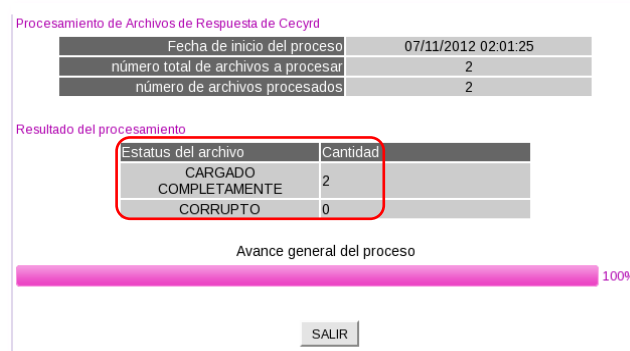 Procesamiento de Archivos de Respuesta de Cecyrd
Fecha de inicio del proceso 07/11/2012 02:01:25
número total de archivos a procesar 2
número de archivos procesados 2
Resultado del procesamiento
Estatus del archivo Cantidad
CARGADO
COMPLETAMENTE 2
CORRUPTO 0
Avance general del proceso
100%
SALIR